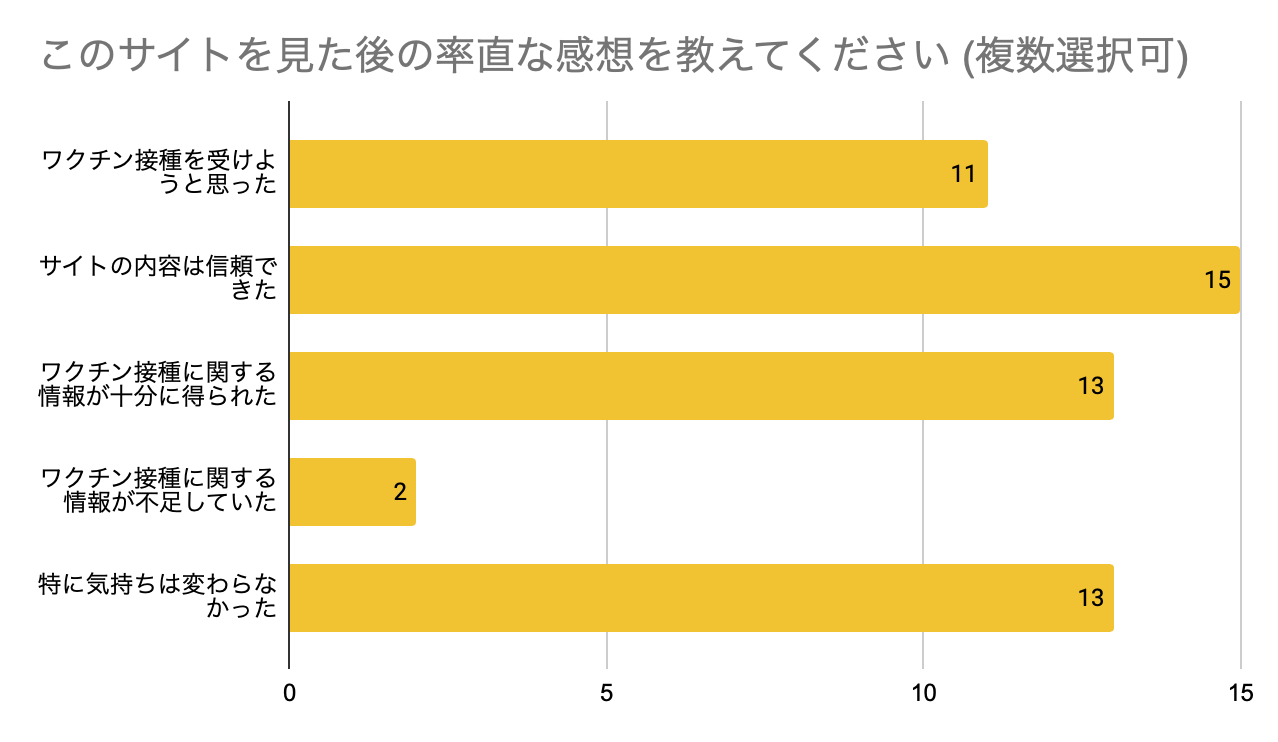 このサイトを見た後の率直な感想を教えてください (複数選択可)
ワクチン接種を受けよ
うと思った
11
サイトの内容は信頼で
きた
15
ワクチン接種に関する
情報が十分に得られた
13
ワクチン接種に関する
情報が不足していた
2
特に気持ちは変わらな
かった
13
0
5
10
15